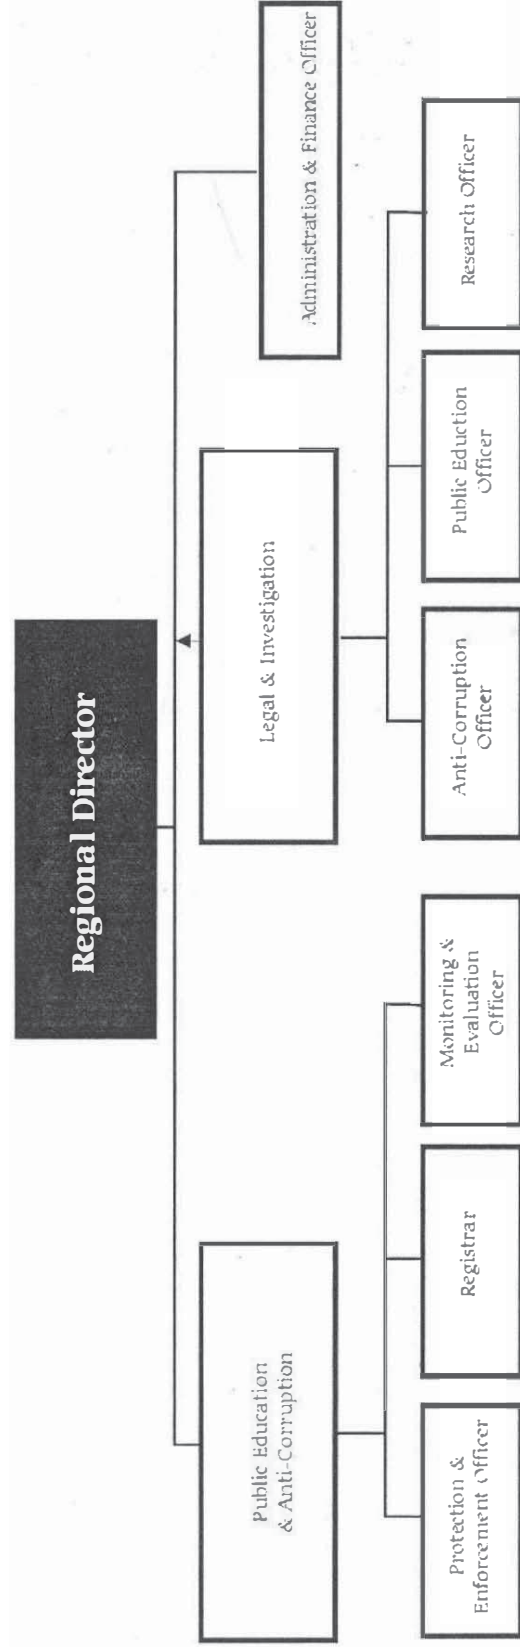 Regional Director
Public Education
& Anti-Corruption
Legal & Investigation
Administration & Finance Officer
Protection &
Enforcement Officer
Registrar
Monitoring &
Evaluation
Officer
Anti-Corruption
Officer
Public Eduction
Officer
Research Officer